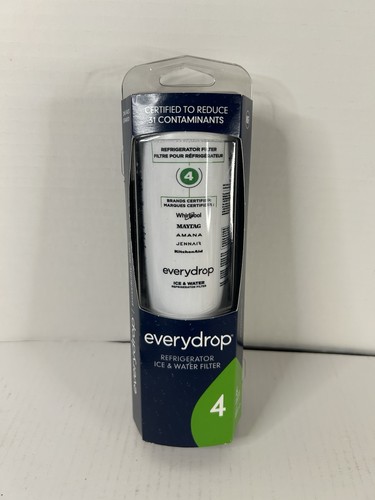 CERTIFIED TO REDUCE
31 CONTAMINANTS
REFRIGERATOR FILTER
FILTRE POUR RÉFRIGÉRATEUR
4
BRANDS CERTIFIED
MARQUES CERTIFIÉES
Whirlpool
MAYTAG
AMANA
JENNAIR
KitchenAid
everydrop
ICE & WATER
REFRIGERATOR FILTER
everydrop
REFRIGERATOR
ICE & WATER FILTER
4
everydrop